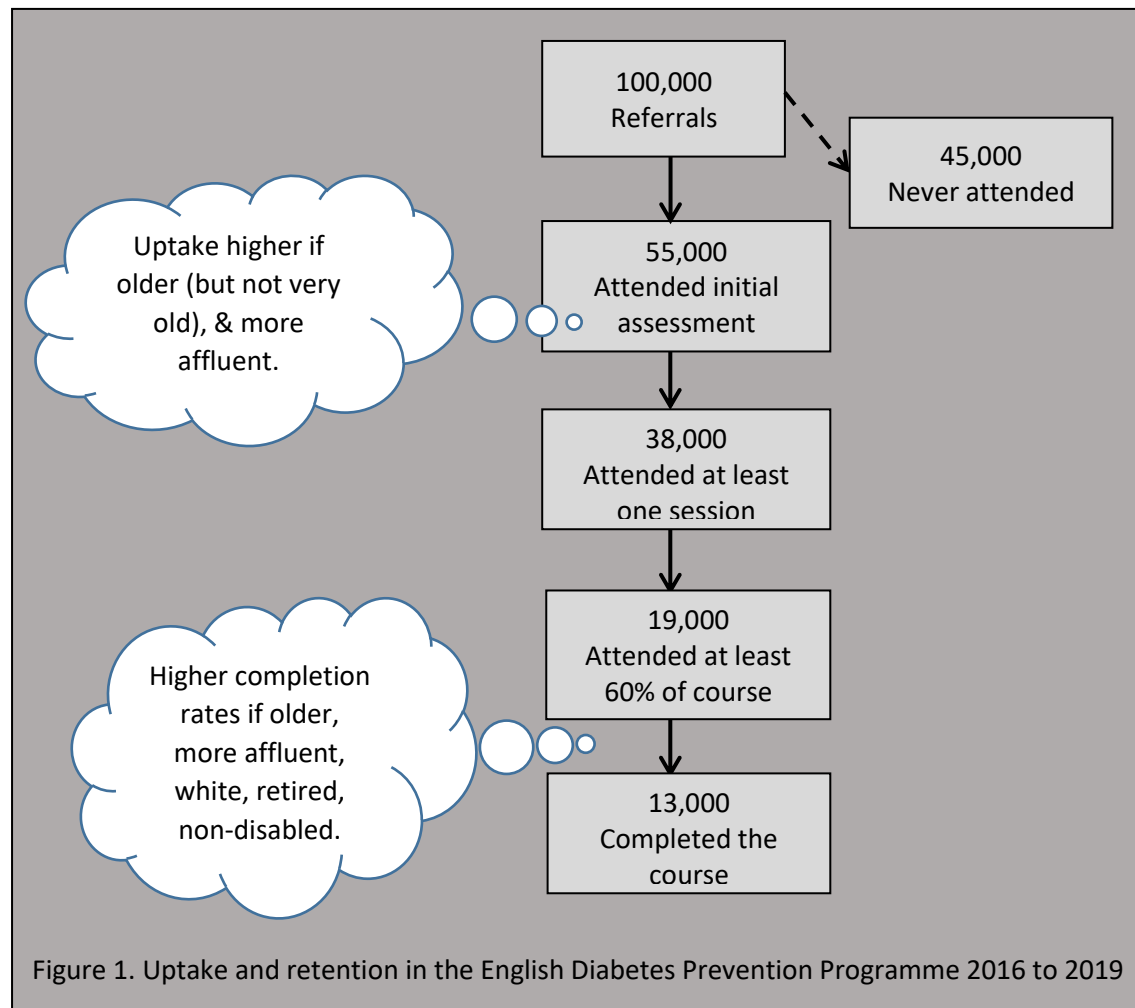 100,000
Referrals
45,000
Never attended
Uptake higher if
older (but not very
old), & more
affluent.
55,000
Attended initial
assessment
38,000
Attended at least
one session
19,000
Attended at least
60% of course
Higher completion
rates if older,
more affluent,
white, retired,
non-disabled.
13,000
Completed the
course
Figure 1. Uptake and retention in the English Diabetes Prevention Programme 2016 to 2019